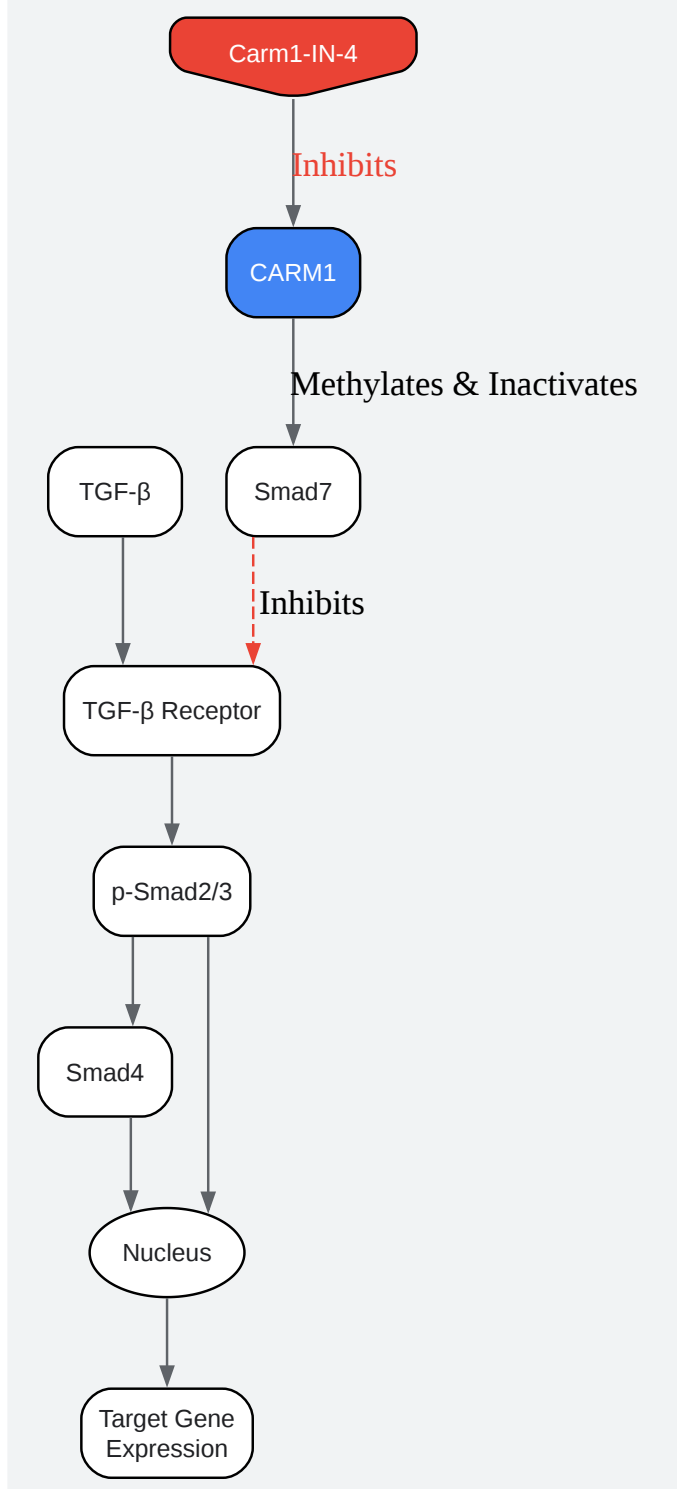 Carm1-IN-4
Inhibits
CARM1
Methylates & Inactivates
TGF-β
Smad7
Inhibits
TGF-β Receptor
p-Smad2/3
Smad4
Nucleus
Target Gene
Expression